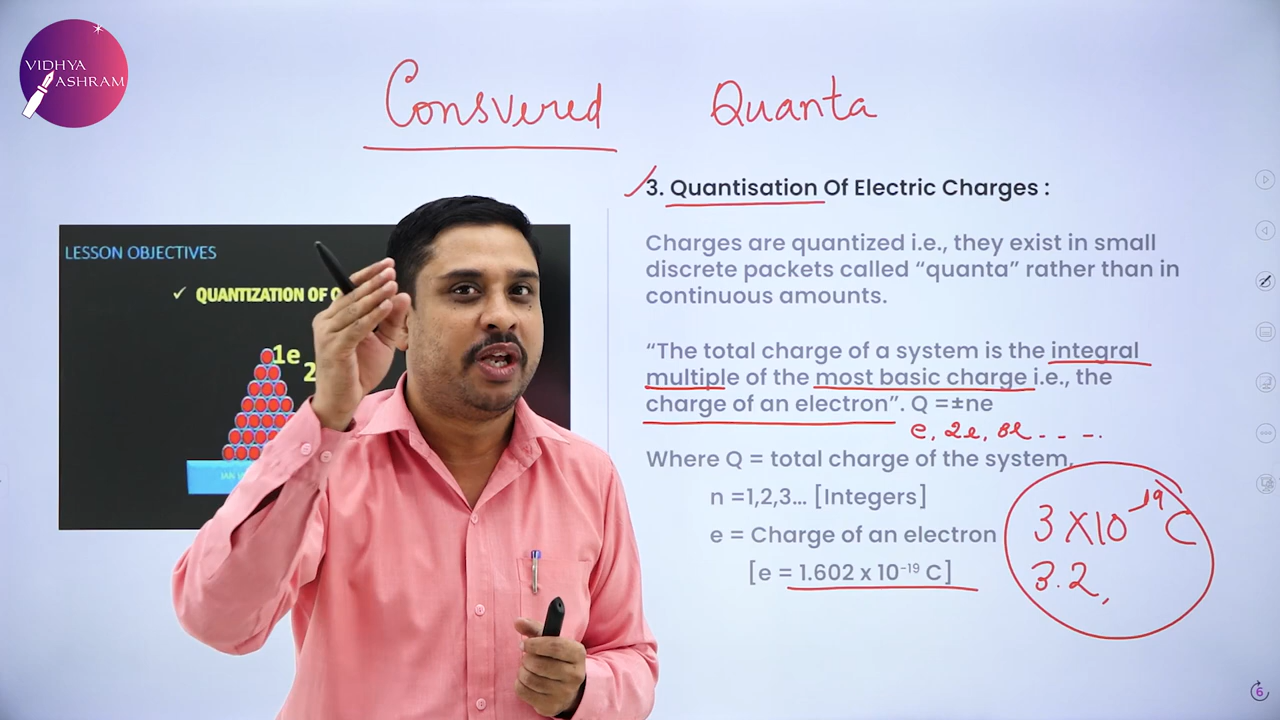 VIDHYA
ASHRAM
Consvered Quanta
3. Quantisation Of Electric Charges :
Charges are quantized i.e., they exist in small
discrete packets called “quanta” rather than in
continuous amounts.
“The total charge of a system is the integral
multiple of the most basic charge i.e., the
charge of an electron”. Q =±ne
e, 2e, 3e - - - -.
Where Q = total charge of the system,
n =1,2,3... [Integers]
e = Charge of an electron
[e = 1.602 x 10⁻¹⁹ C]
3 X10⁻¹⁹ C
3.2,
LESSON OBJECTIVES
✓ QUANTIZATION OF
1e
2
6